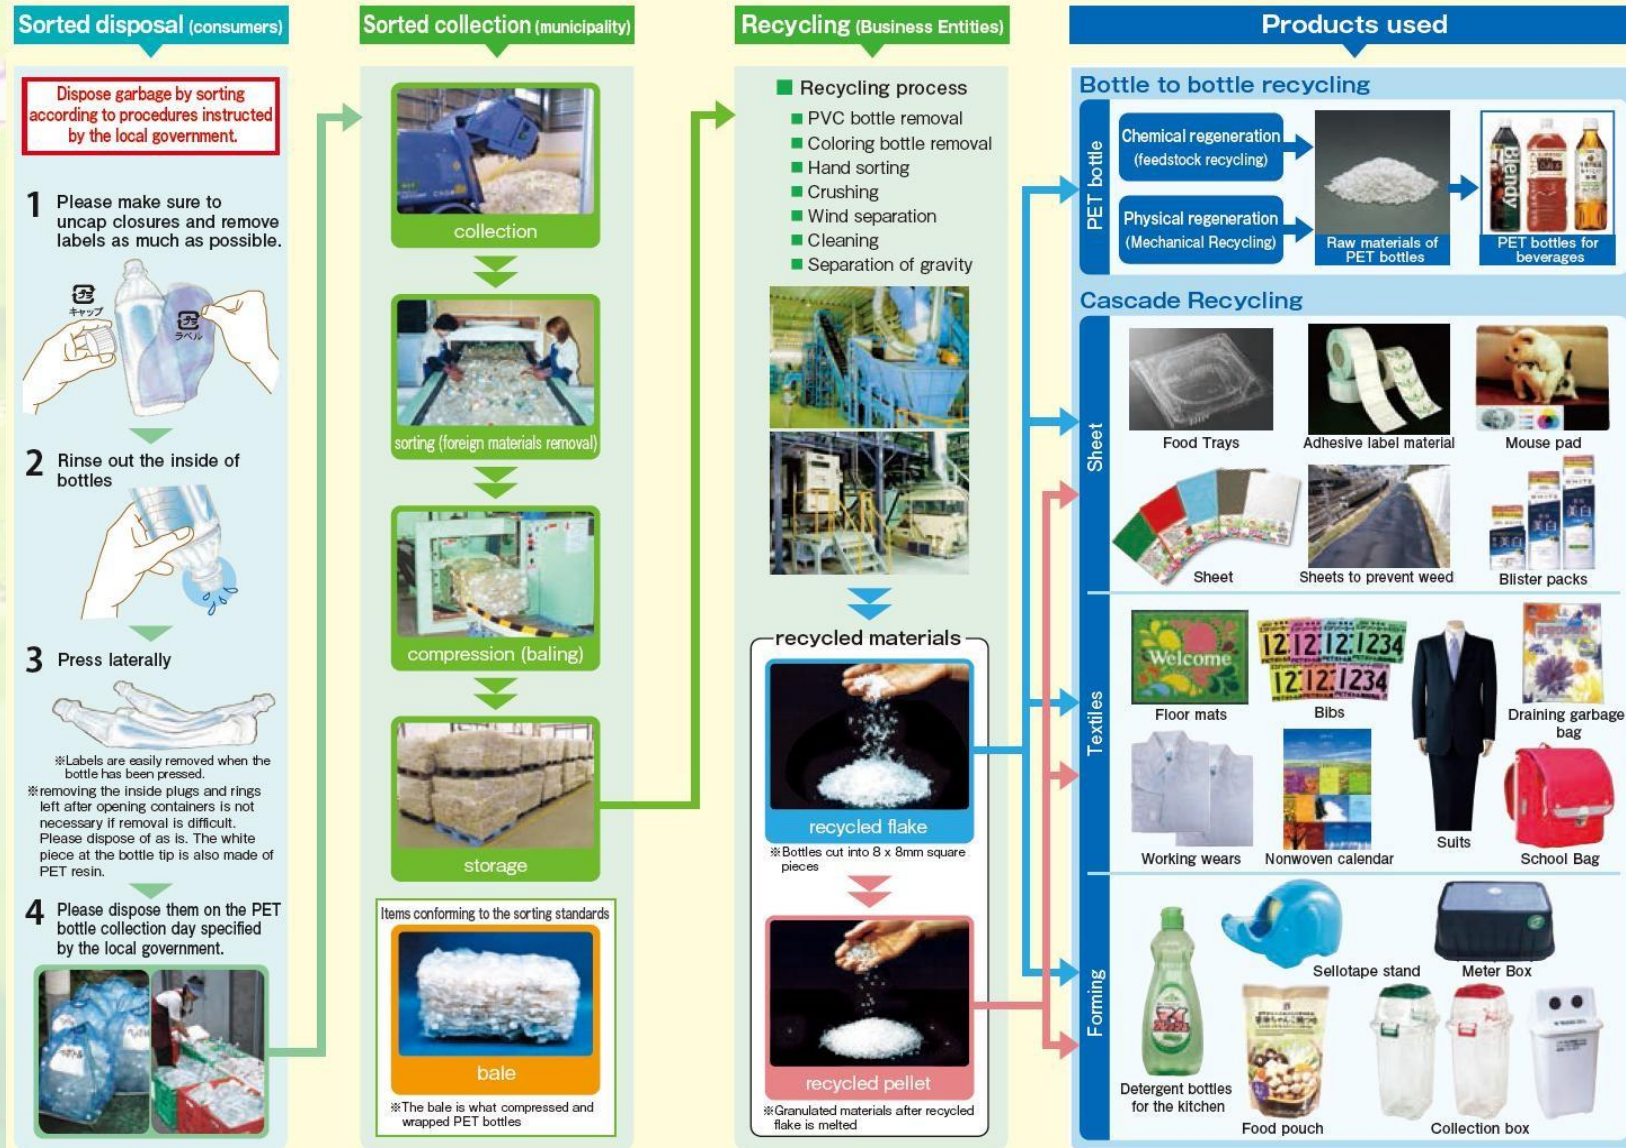 Sorted disposal (consumers)
Dispose garbage by sorting
according to procedures instructed
by the local government.
1 Please make sure to
uncap closures and remove
labels as much as possible.
プラ
キャップ
プラ
ラベル
2 Rinse out the inside of
bottles
3 Press laterally
※Labels are easily removed when the
bottle has been pressed.
※removing the inside plugs and rings
left after opening containers is not
necessary if removal is difficult.
Please dispose of as is. The white
piece at the bottle tip is also made of
PET resin.
4 Please dispose them on the PET
bottle collection day specified
by the local government.
Sorted collection (municipality)
collection
sorting (foreign materials removal)
compression (baling)
storage
Items conforming to the sorting standards
bale
※The bale is what compressed and
wrapped PET bottles
Recycling (Business Entities)
■ Recycling process
■ PVC bottle removal
■ Coloring bottle removal
■ Hand sorting
■ Crushing
■ Wind separation
■ Cleaning
■ Separation of gravity
recycled materials
recycled flake
※Bottles cut into 8 x 8mm square
pieces
recycled pellet
※Granulated materials after recycled
flake is melted
Products used
Bottle to bottle recycling
PET bottle
Chemical regeneration
(feedstock recycling)
Physical regeneration
(Mechanical Recycling)
Raw materials of
PET bottles
Blendy
PET bottles for
beverages
Cascade Recycling
Sheet
Food Trays
Adhesive label material
Mouse pad
Sheet
Sheets to prevent weed
WHITE
美白
美白
美白
Blister packs
Textiles
Welcome
Floor mats
12 12 12 1234
12 12 1234
Bibs
Suits
Draining garbage
bag
Working wears
Nonwoven calendar
School Bag
Forming
Detergent bottles
for the kitchen
Sellotape stand
Meter Box
Food pouch
Collection box